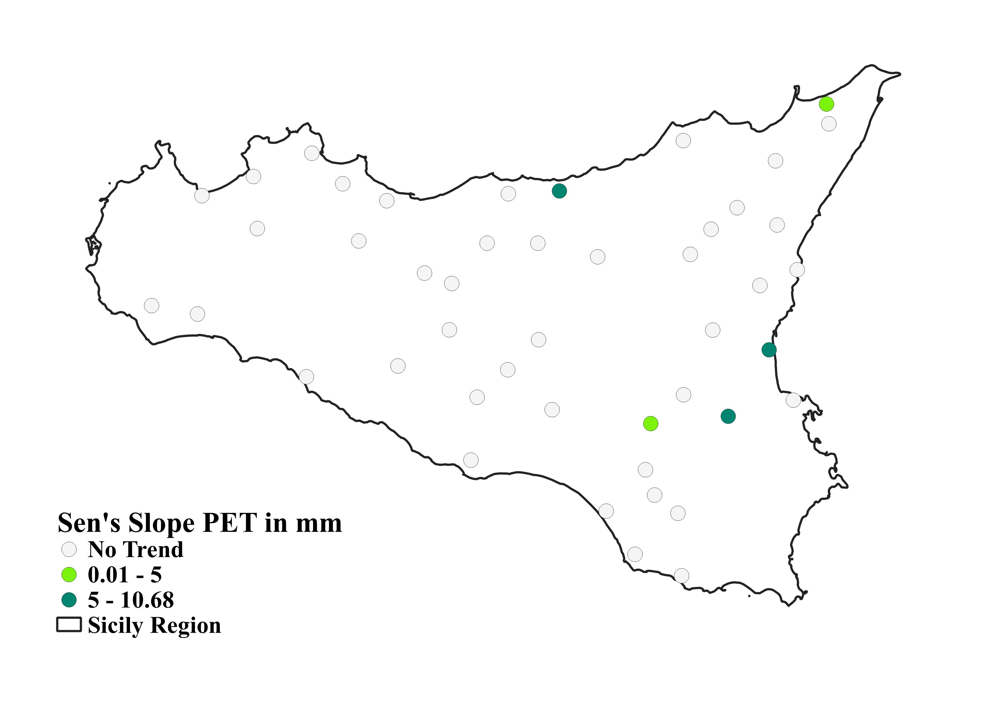 Sen's Slope PET in mm
No Trend
0.01 - 5
5 - 10.68
Sicily Region